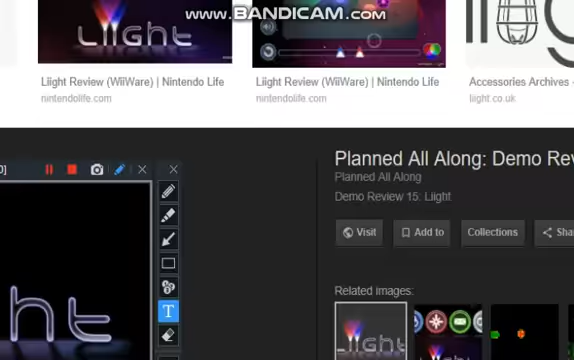 www.BANDICAM.com
Liight
Liight Review (WiiWare) | Nintendo Life
nintendolife.com
Liight Review (WiiWare) | Nintendo Life
nintendolife.com
Accessories Archives -
liight.co.uk
0]
Planned All Along: Demo Rev
Planned All Along
Demo Review 15: Liight
Visit
Add to
Collections
Shar
T
Related images: